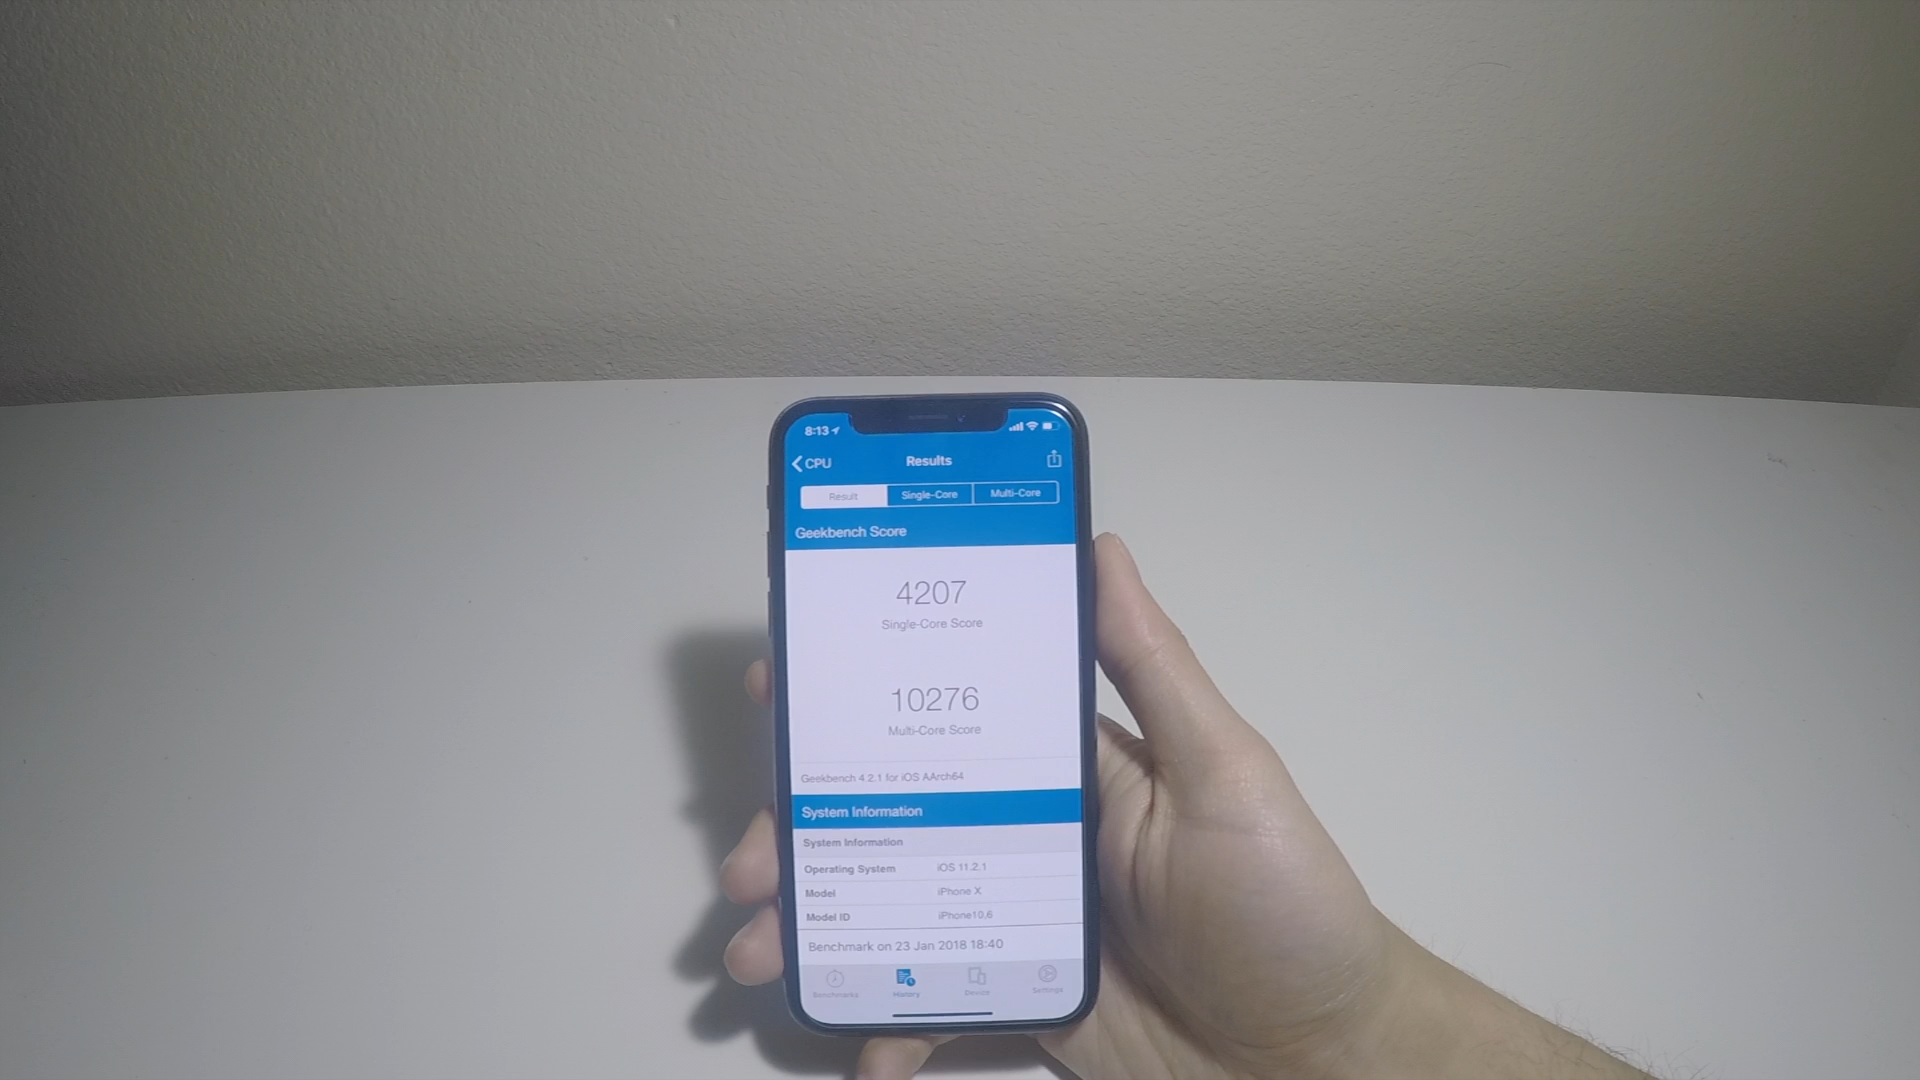 8:13
CPU Results
Result Single-Core Multi-Core
Geekbench Score
4207
Single-Core Score
10276
Multi-Core Score
Geekbench 4.2.1 for iOS AArch64
System Information
System Information
Operating System iOS 11.2.1
Model iPhone X
Model ID iPhone10,6
Benchmark on 23 Jan 2018 18:40
Benchmarks History Device Settings